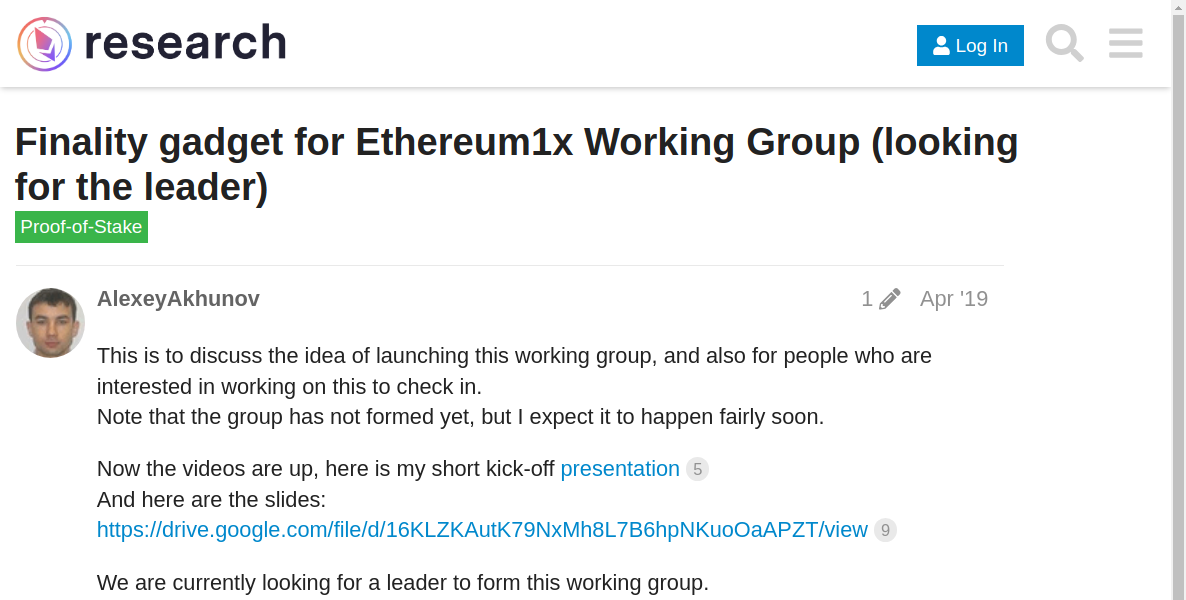 research
Log In
Finality gadget for Ethereum1x Working Group (looking
for the leader)
Proof-of-Stake
AlexeyAkhunov
1
Apr '19
This is to discuss the idea of launching this working group, and also for people who are
interested in working on this to check in.
Note that the group has not formed yet, but I expect it to happen fairly soon.
Now the videos are up, here is my short kick-off presentation 5
And here are the slides:
https://drive.google.com/file/d/16KLZKAutK79NxMh8L7B6hpNKuoOaAPZT/view 9
We are currently looking for a leader to form this working group.